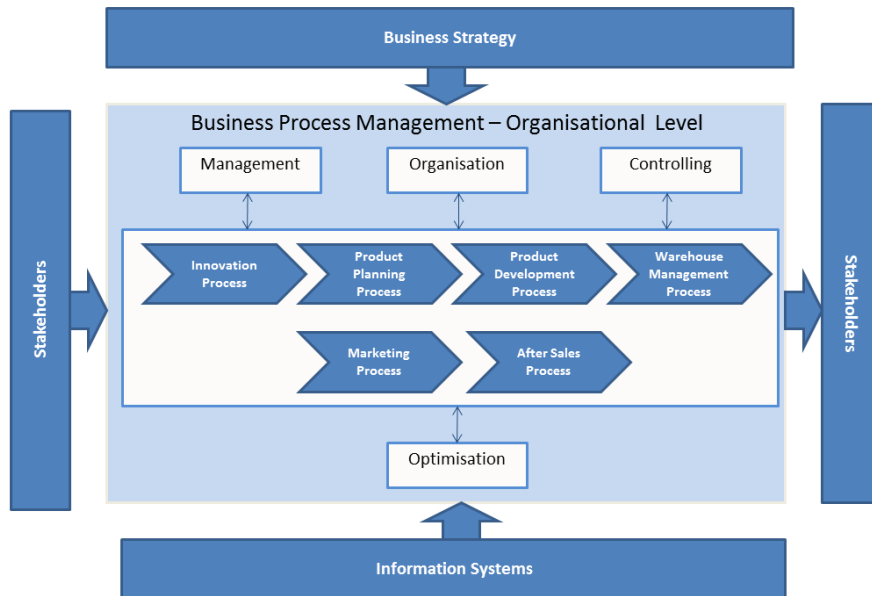 Business Strategy
Business Process Management – Organisational Level
Management
Organisation
Controlling
Stakeholders
Innovation
Process
Product
Planning
Process
Product
Development
Process
Warehouse
Management
Process
Stakeholders
Marketing
Process
After Sales
Process
Optimisation
Information Systems